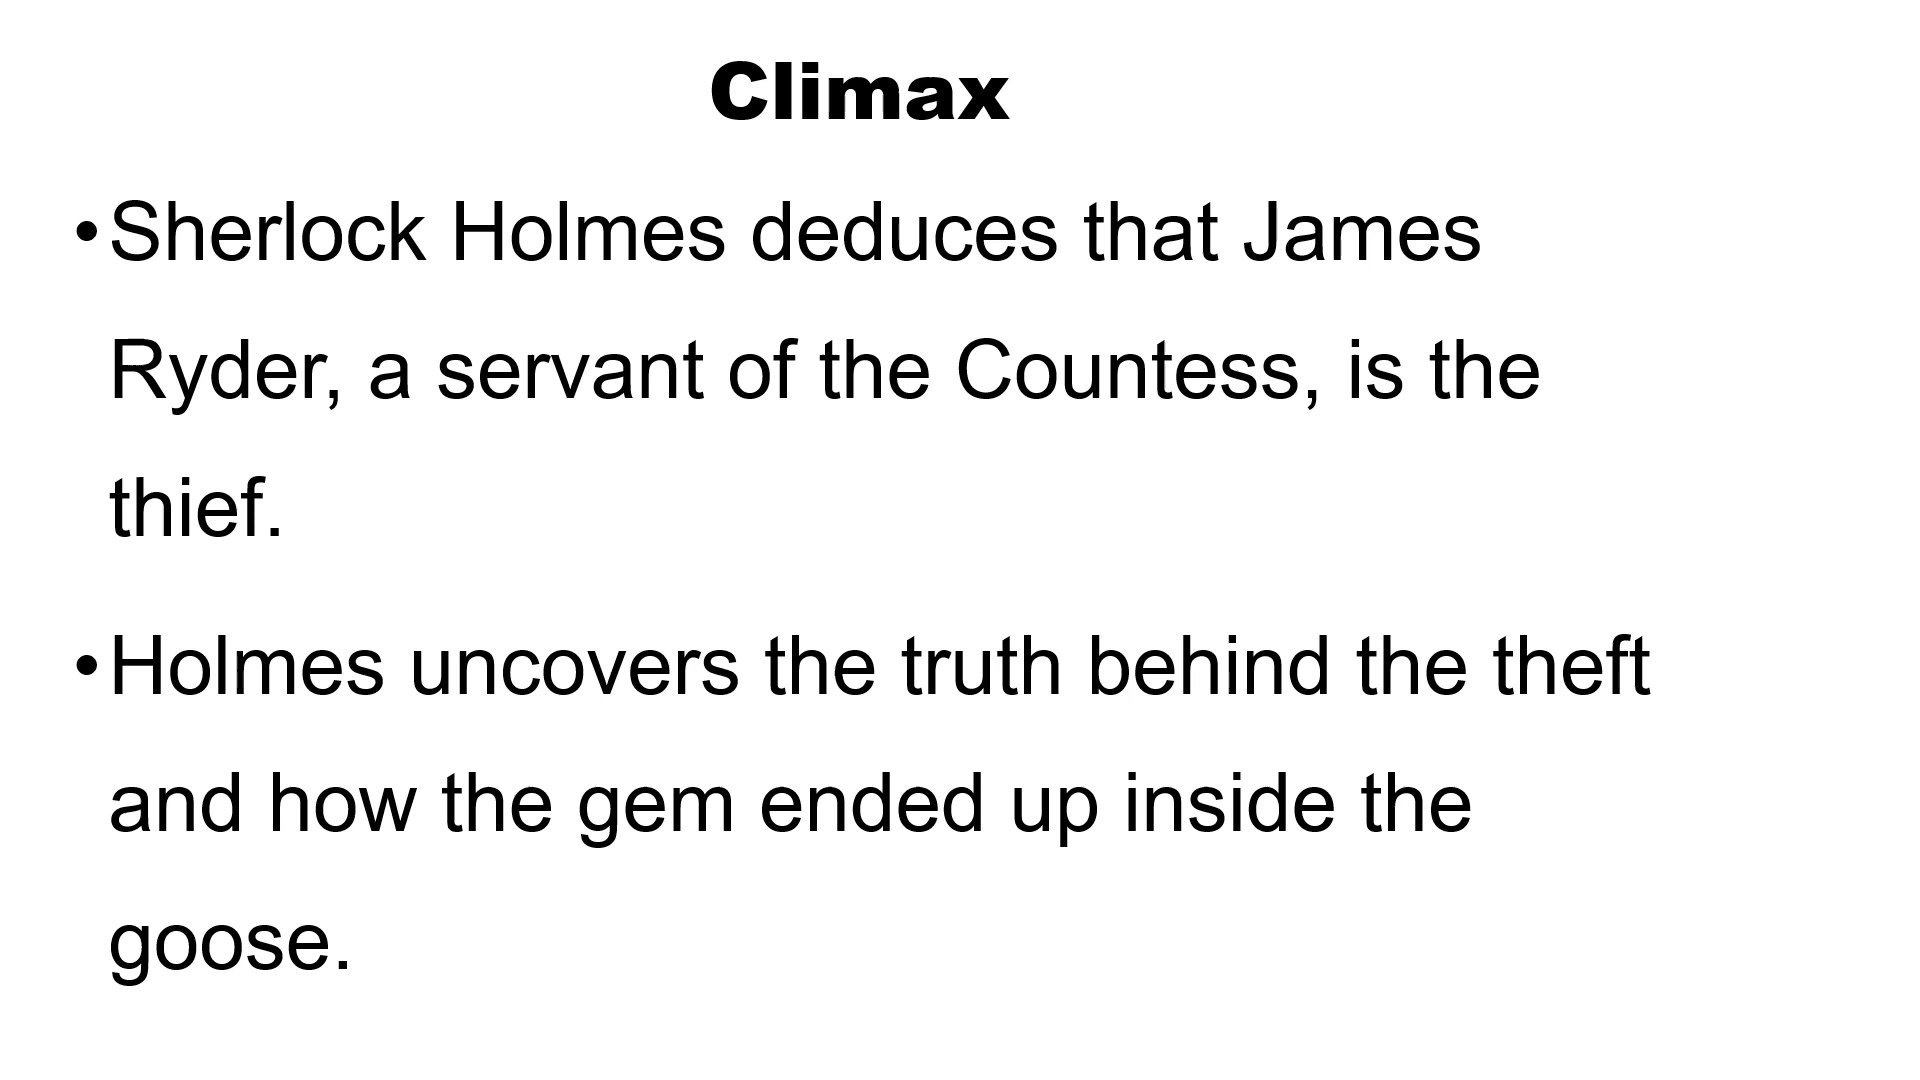 Climax
•Sherlock Holmes deduces that James
Ryder, a servant of the Countess, is the
thief.
•Holmes uncovers the truth behind the theft
and how the gem ended up inside the
goose.